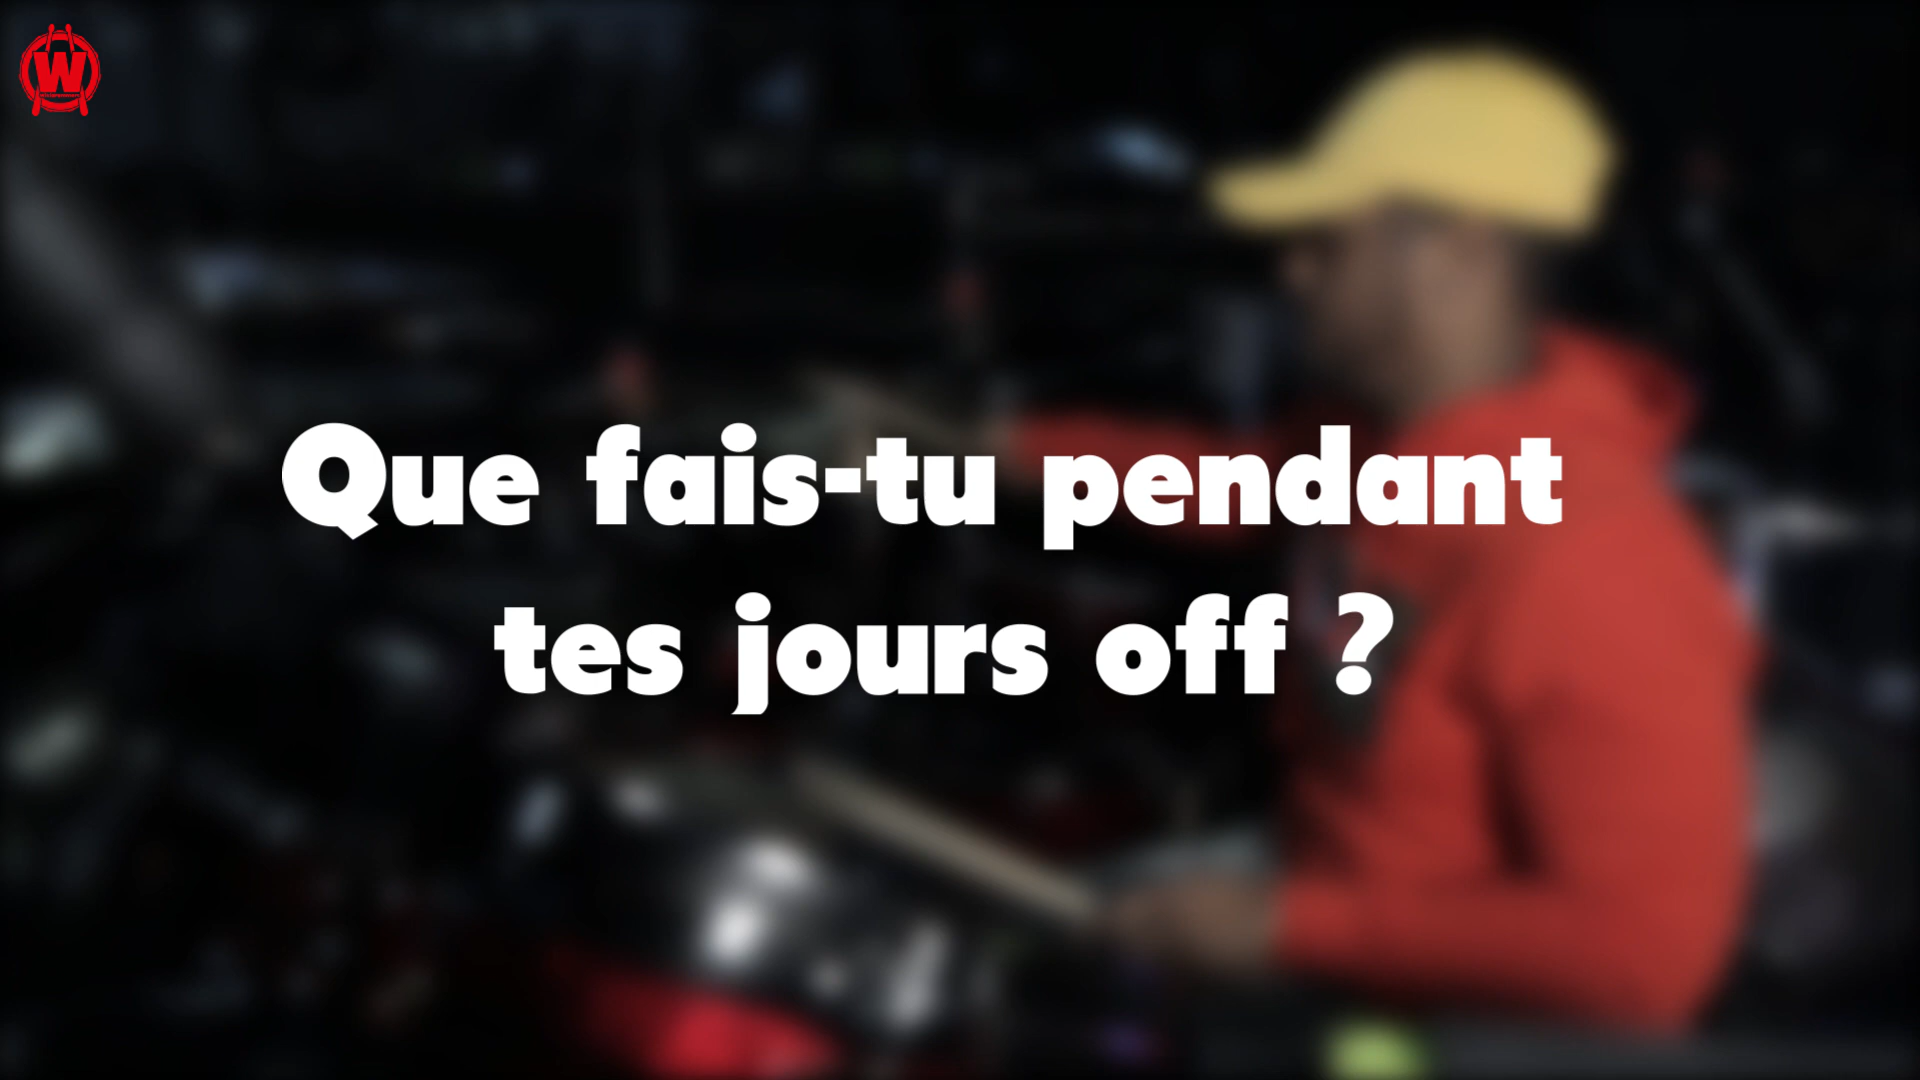 W
Que fais-tu pendant
tes jours off ?